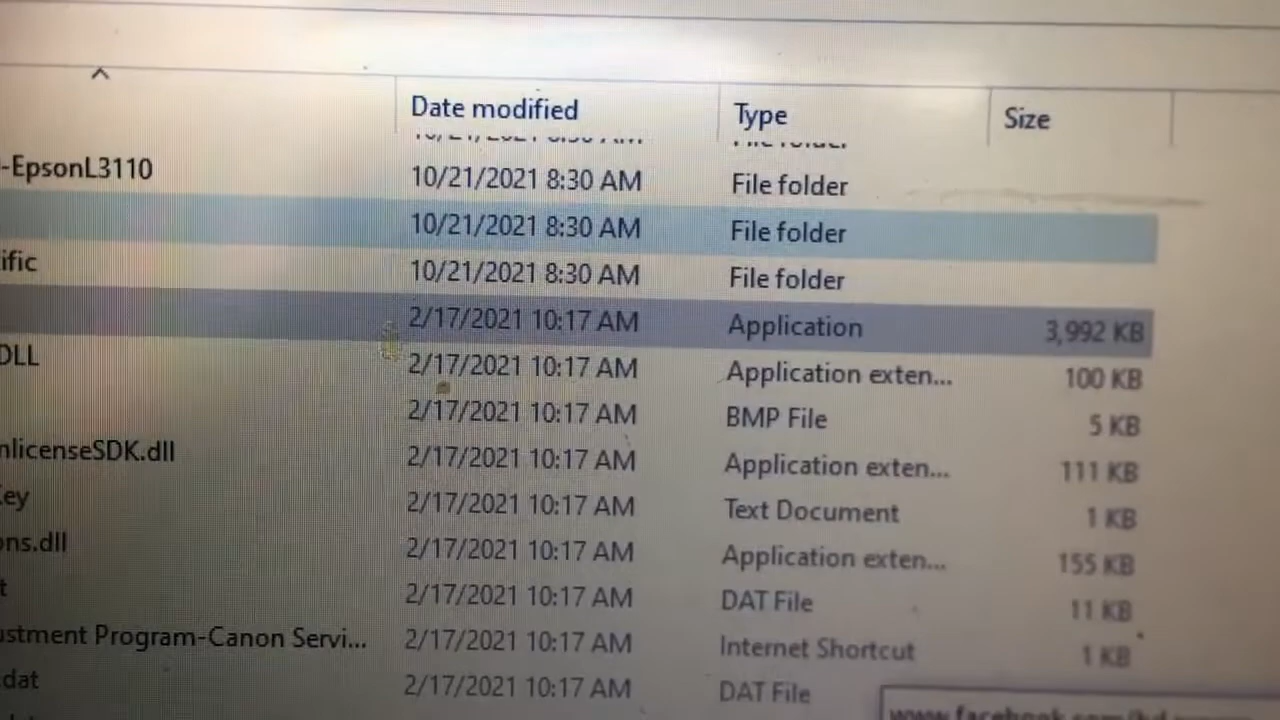 Date modified Type Size
-EpsonL3110 10/21/2021 8:30 AM File folder
10/21/2021 8:30 AM File folder
ific 10/21/2021 8:30 AM File folder
2/17/2021 10:17 AM Application 3,992 KB
DLL 2/17/2021 10:17 AM Application exten... 100 KB
2/17/2021 10:17 AM BMP File 5 KB
nlicenseSDK.dll 2/17/2021 10:17 AM Application exten... 111 KB
Key 2/17/2021 10:17 AM Text Document 1 KB
ons.dll 2/17/2021 10:17 AM Application exten... 155 KB
t 2/17/2021 10:17 AM DAT File 11 KB
ustment Program-Canon Servi... 2/17/2021 10:17 AM Internet Shortcut 1 KB
.dat 2/17/2021 10:17 AM DAT File